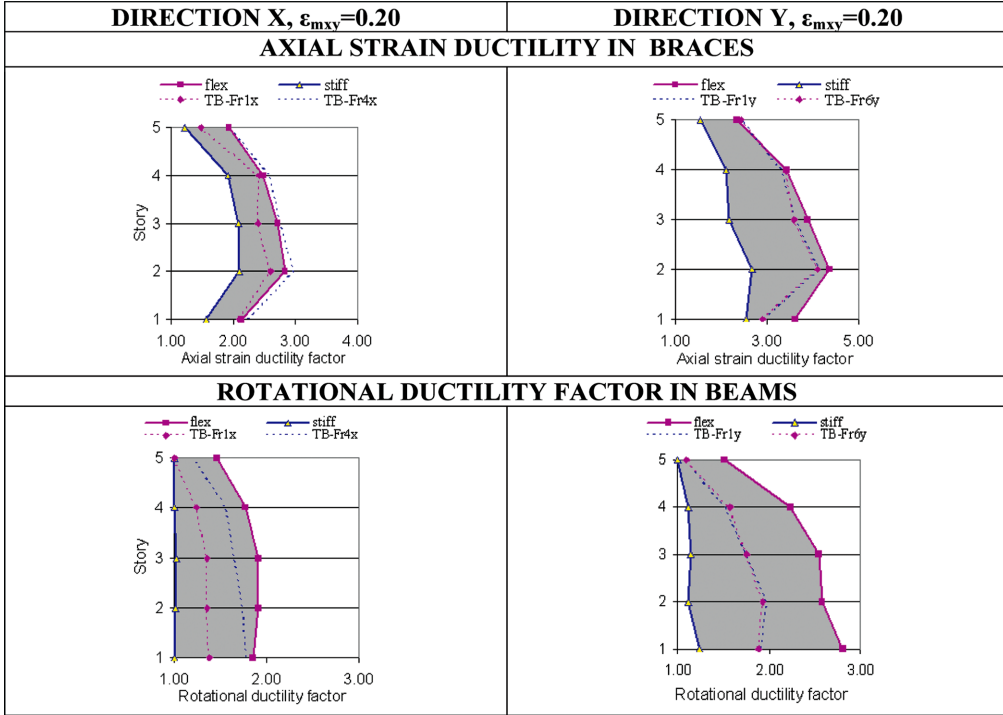 DIRECTION X, εmxy=0.20
DIRECTION Y, εmxy=0.20
AXIAL STRAIN DUCTILITY IN BRACES
flex stiff
TB-Fr1x TB-Fr4x
5
4
3
2
1
Story
1.00 2.00 3.00 4.00
Axial strain ductility factor
flex stiff
TB-Fr1y TB-Fr6y
5
4
3
2
1
1.00 3.00 5.00
Axial strain ductility factor
ROTATIONAL DUCTILITY FACTOR IN BEAMS
flex stiff
TB-Fr1x TB-Fr4x
5
4
3
2
1
Story
1.00 2.00 3.00
Rotational ductility factor
flex stiff
TB-Fr1y TB-Fr6y
5
4
3
2
1
1.00 2.00 3.00
Rotational ductility factor